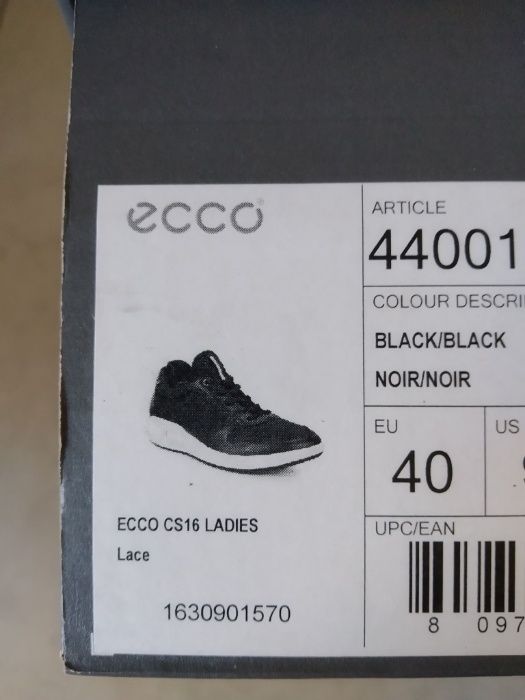 ecco
ECCO CS16 LADIES
Lace
1630901570
ARTICLE
44001
COLOUR DESCRI
BLACK/BLACK
NOIR/NOIR
EU
US
40
UPC/EAN
8 097